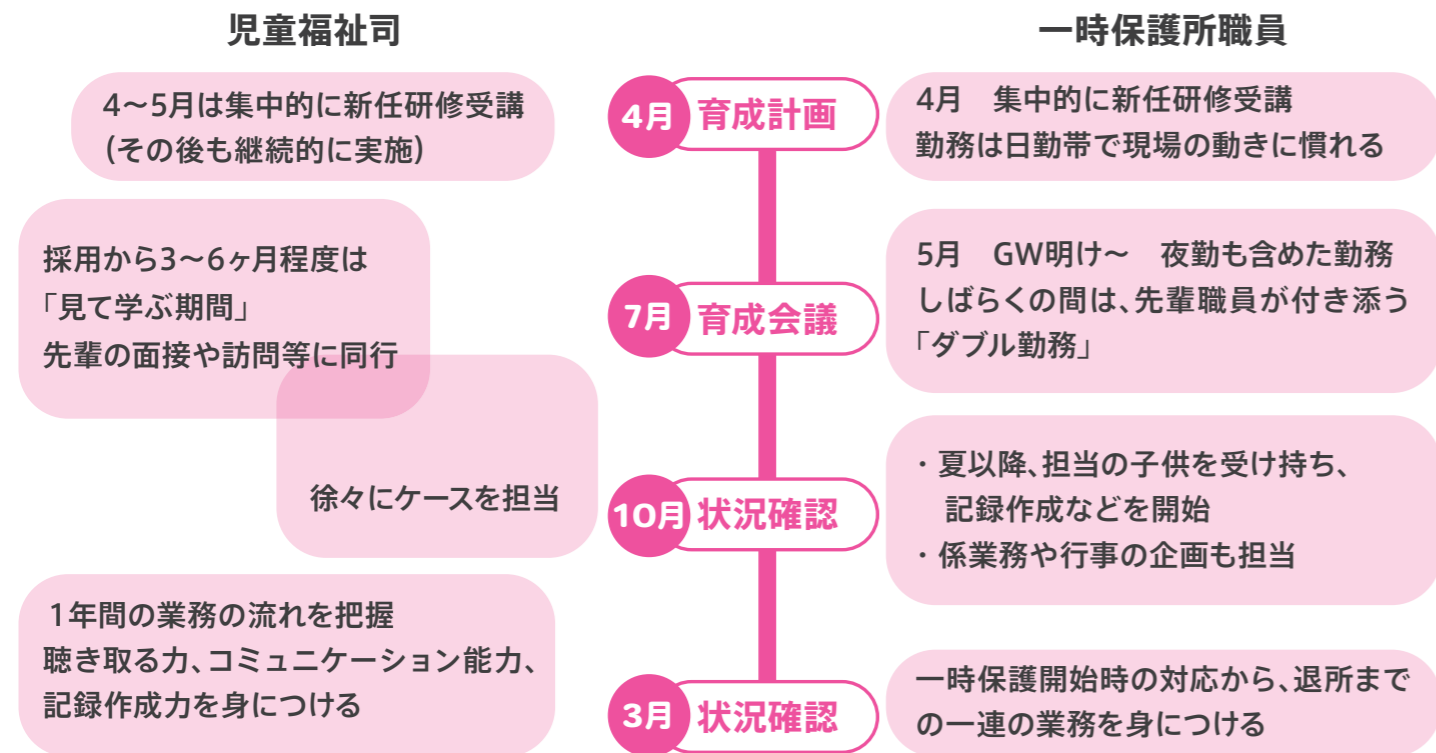 児童福祉司
4〜5月は集中的に新任研修受講
(その後も継続的に実施)
採用から3〜6ヶ月程度は
「見て学ぶ期間」
先輩の面接や訪問等に同行
徐々にケースを担当
1年間の業務の流れを把握
聴き取る力、コミュニケーション能力、
記録作成力を身につける
4月 育成計画
7月 育成会議
10月 状況確認
3月 状況確認
一時保護所職員
4月　集中的に新任研修受講
勤務は日勤帯で現場の動きに慣れる
5月　GW明け〜　夜勤も含めた勤務
しばらくの間は、先輩職員が付き添う
「ダブル勤務」
・夏以降、担当の子供を受け持ち、
記録作成などを開始
・係業務や行事の企画も担当
一時保護開始時の対応から、退所まで
の一連の業務を身につける